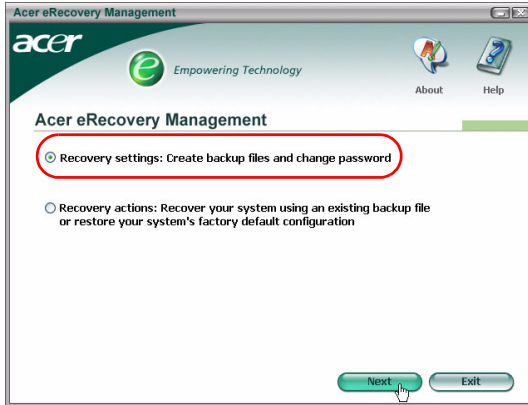 Acer eRecovery Management
acer
e
Empowering Technology
About
Help
Acer eRecovery Management
Recovery settings: Create backup files and change password
Recovery actions: Recover your system using an existing backup file
or restore your system's factory default configuration
Next
Exit